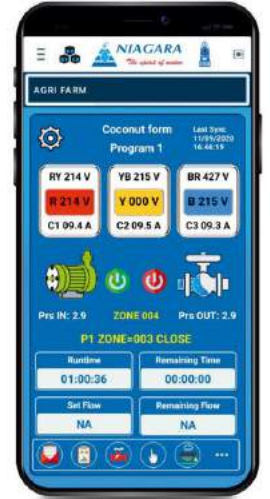 NIAGARA
The spirit of water
AGRI FARM
Coconut form
Program 1
Last Sync
11/09/2020
16:46:19
RY 214 V
YB 215 V
BR 427 V
R 214 V
Y 000 V
B 215 V
C1 09.4 A
C2 09.5 A
C3 09.3 A
Prs IN: 2.9
ZONE 004
Prs OUT: 2.9
P1 ZONE=003 CLOSE
Runtime
Remaining Time
01:00:36
00:00:00
Set Flow
Remaining Flow
NA
NA